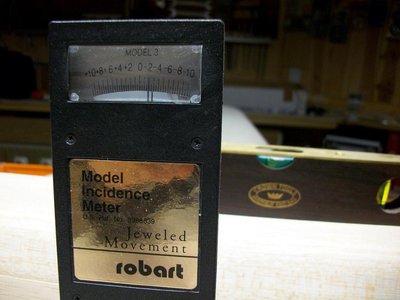 MODEL 3
+10+8+6+4+2 0-2-4-6-8-10
Model
Incidence
Meter
Jeweled
Movement
robart